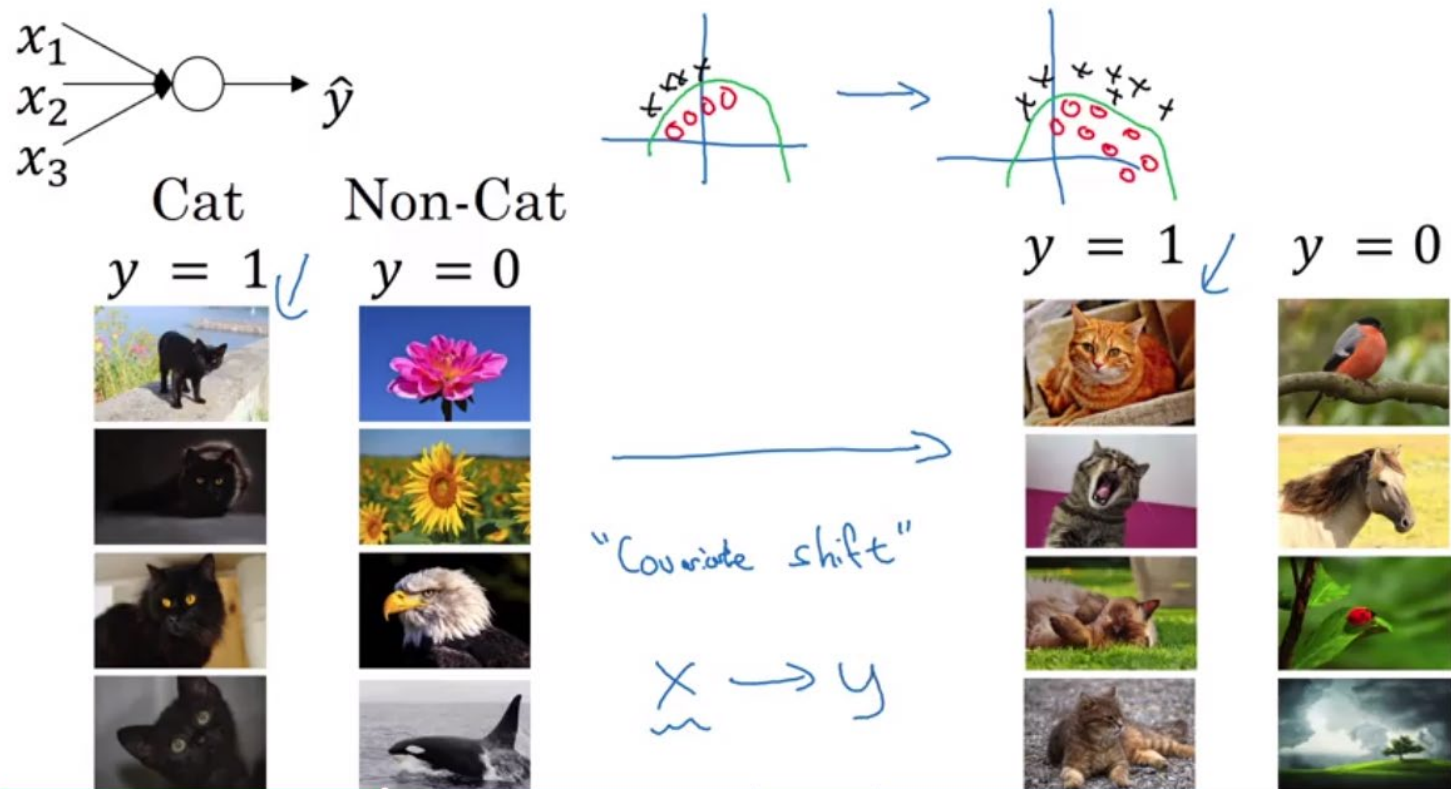 x₁
x₂
x₃
ŷ
Cat Non-Cat
y = 1 y = 0
y = 1 y = 0
"Covariate shift"
x → y